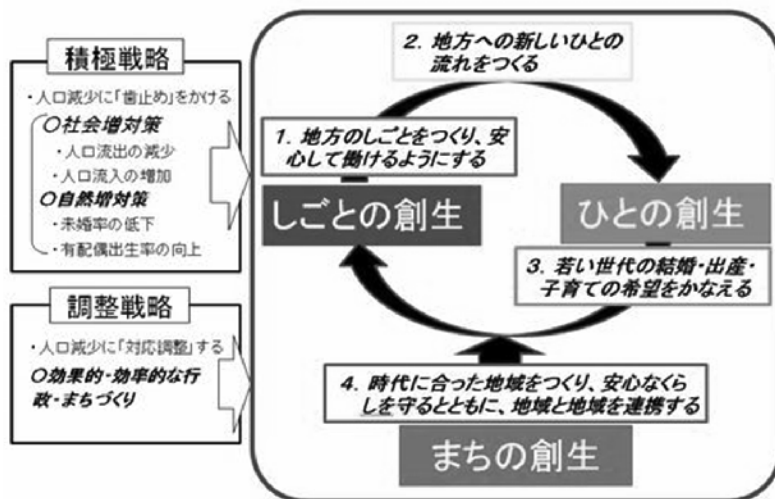 積極戦略
・人口減少に「歯止め」をかける
○社会増対策
・人口流出の減少
・人口流入の増加
○自然増対策
・未婚率の低下
・有配偶出生率の向上
調整戦略
・人口減少に「対応調整」する
○効果的・効率的な行
政・まちづくり
2. 地方への新しいひとの
流れをつくる
1. 地方のしごとをつくり、安
心して働けるようにする
しごとの創生
ひとの創生
3. 若い世代の結婚・出産・
子育ての希望をかなえる
4. 時代に合った地域をつくり、安心なくら
しを守るとともに、地域と地域を連携する
まちの創生